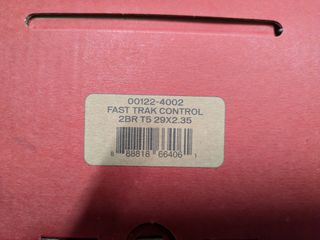 00122-4002
FAST TRAK CONTROL
2BR T5 29X2.35
8 88818 66406 1